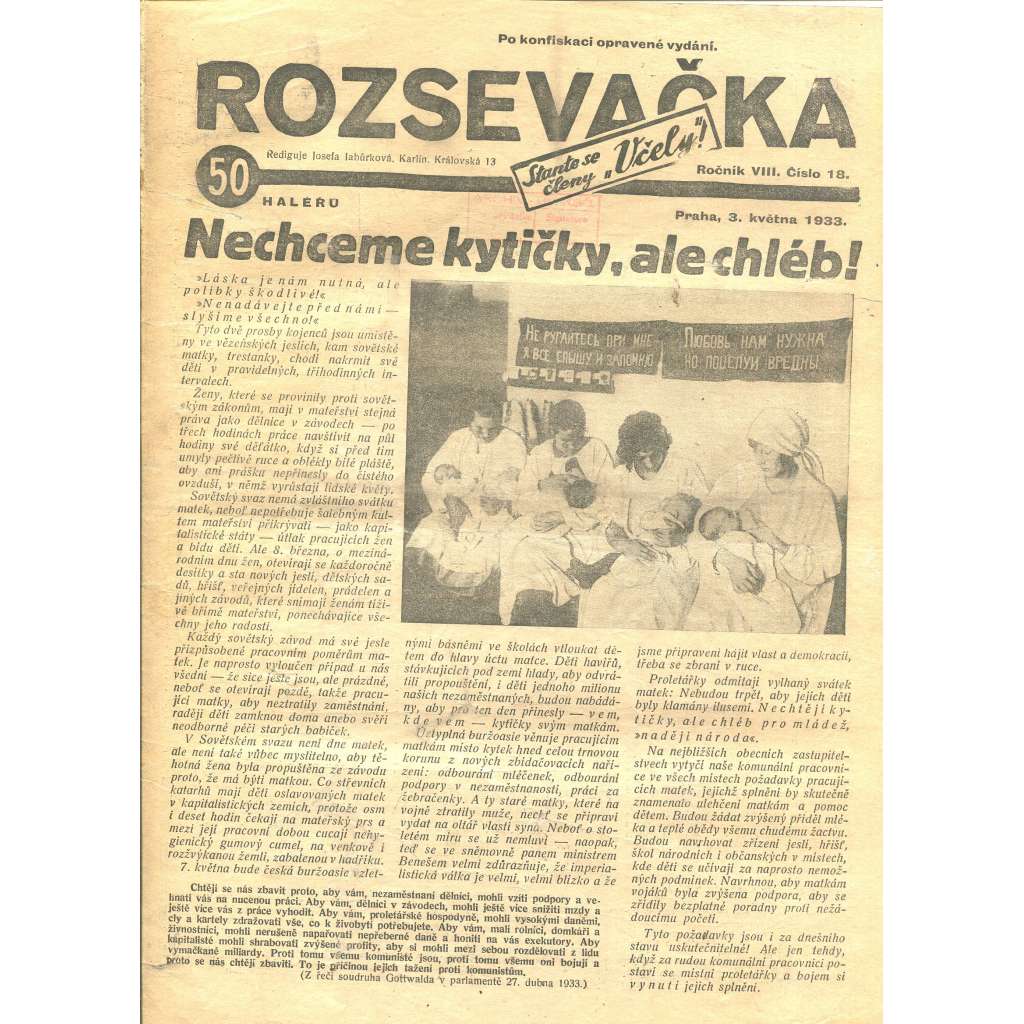 Po konfiskaci opravené vydání.
ROZSEVAČKA
Rediguje Josefa Jabůrková, Karlín, Královská 13
Staňte se
členy „Včely“!
Ročník VIII. Číslo 18.
50
HALÉŘŮ
Praha, 3. května 1933.
Nechceme kytičky, ale chléb!
»Láska je nám nutná, ale
polibky škodlivé!«
»Nenadávejte před námi —
slyšíme všechno!«
Tyto dvě prosby kojenců jsou umístě-
ny ve vězeňských jeslích, kam sovětské
matky, trestanky, chodí nakrmit své
děti v pravidelných, tříhodinných in-
tervalech.
Ženy, které se provinily proti sovět-
ským zákonům, mají v mateřství stejná
práva jako dělnice v závodech — po
třech hodinách práce navštívit na půl
hodiny své děťátko, když si před tím
umyly pečlivě ruce a oblékly bílé pláště,
aby ani prášku nepřinesly do čistého
ovzduší, v němž vyrůstají lidské květy.
Sovětský svaz nemá zvláštního svátku
matek, neboť nepotřebuje šalebným kul-
tem mateřství přikrývati — jako kapi-
talistické státy — útlak pracujících žen
a bídu dětí. Ale 8. března, o meziná-
rodním dnu žen, otevírají se každoročně
desítky a sta nových jeslí, dětských sa-
dů, hřišť, veřejných jídelen, prádelen a
jiných závodů, které snímají ženám tíži-
vé břímě mateřství, ponechávajíce vše-
chny jeho radosti.
Každý sovětský závod má své jesle
přizpůsobené pracovním poměrům ma-
tek. Je naprosto vyloučen případ u nás
všední — že sice jesle jsou, ale prázdné,
neboť se otevírají pozdě, takže pracu-
jící matky, aby neztratily zaměstnání,
raději děti zamknou doma anebo svěří
neodborné péči starých babiček.
V Sovětském svazu není dne matek,
ale není také vůbec myslitelno, aby tě-
hotná žena byla propuštěna ze závodu
proto, že má býti matkou. Co střevních
katarhů mají děti oslavovaných matek
v kapitalistických zemích, protože osm
i deset hodin čekají na mateřský prs a
mezi její pracovní dobou cucají nehy-
gienický gumový cumel, na venkově i
rozžvýkanou žemli, zabalenou v hadříku.
7. května bude česká buržoasie vzlet-
НЕ РУГАЙТЕСЬ ПРИ МНЕ
Я ВСЕ СЛЫШУ И ЗАПОМНЮ
ЛЮБОВЬ НАМ НУЖНА
НО ПОЦЕЛУИ ВРЕДНЫ
nými básněmi ve školách vtloukat dě-
tem do hlavy úctu matce. Děti havířů,
stávkujících pod zemí hlady, aby odvrá-
tili propouštění, i děti jednoho milionu
našich nezaměstnaných, budou nabádá-
ny, aby pro ten den přinesly — vem,
kde vem — kytičky svým matkám.
Octyplná buržoasie věnuje pracujícím
matkám místo kytek hned celou trnovou
korunu z nových zbídačovacích naří-
zení: odbourání mléčenek, odbourání
podpory v nezaměstnanosti, práci za
žebračenky. A ty staré matky, které na
vojně ztratily muže, nechť se připraví
vydat na oltář vlasti syna. Neboť o sto-
letém míru se už nemluví — naopak,
teď se ve sněmovně panem ministrem
Benešem velmi zdůrazňuje, že imperia-
listická válka je velmi, velmi blízko a že
jsme připraveni hájit vlast a demokracii,
třeba se zbraní v ruce.
Proletářky odmítají vylhaný svátek
matek: Nebudou trpět, aby jejich děti
byly klamány ilusemi. Nechtějí ky-
tičky, ale chléb pro mládež,
»naději národa«.
Na nejbližších obecních zastupitel-
stvech vytyčí naše komunální pracovni-
ce ve všech místech požadavky pracují-
cích matek, jejichž splnění by skutečně
znamenalo ulehčení matkám a pomoc
dětem. Budou žádat zvýšený příděl mlé-
ka a teplé obědy všemu chudému žactvu.
Budou navrhovat zřízení jeslí, hřišť,
škol národních i občanských v místech,
kde děti se učívají za naprosto nemož-
ných podmínek. Navrhnou, aby matkám
vojáků byla zvýšena podpora, aby se
zřídily bezplatné poradny proti nežá-
doucímu početí.
Tyto požadavky jsou i za dnešního
stavu uskutečnitelné! Ale jen tehdy,
když za rudou komunální pracovnicí po-
staví se místní proletářky a bojem si
vynutí jejich splnění.
Chtějí se nás zbavit proto, aby vám, nezaměstnaní dělníci, mohli vzíti podpory a ve-
hnati vás na nucenou práci. Aby vám, dělníci v závodech, mohli ještě více snížiti mzdy a
ještě více vás z práce vyhodit. Aby vám, proletářské hospodyně, mohli vysokými daněmi,
cly a kartely zdražovati vše, co k živobytí potřebujete. Aby vám, malí rolníci, domkáři a
živnostníci, mohli nerušeně napařovati nepřeberné daně a honiti na vás exekutory. Aby
kapitalisté mohli shrabovati zvýšené profity, aby si mohli mezi sebou rozdělovati z lidu
vymačkané miliardy. Proti tomu všemu komunisté jsou, proti tomu všemu oni bojují a
proto se nás chtějí zbaviti. To je příčinou jejich tažení proti komunistům.
(Z řeči soudruha Gottwalda v parlamentě 27. dubna 1933.)